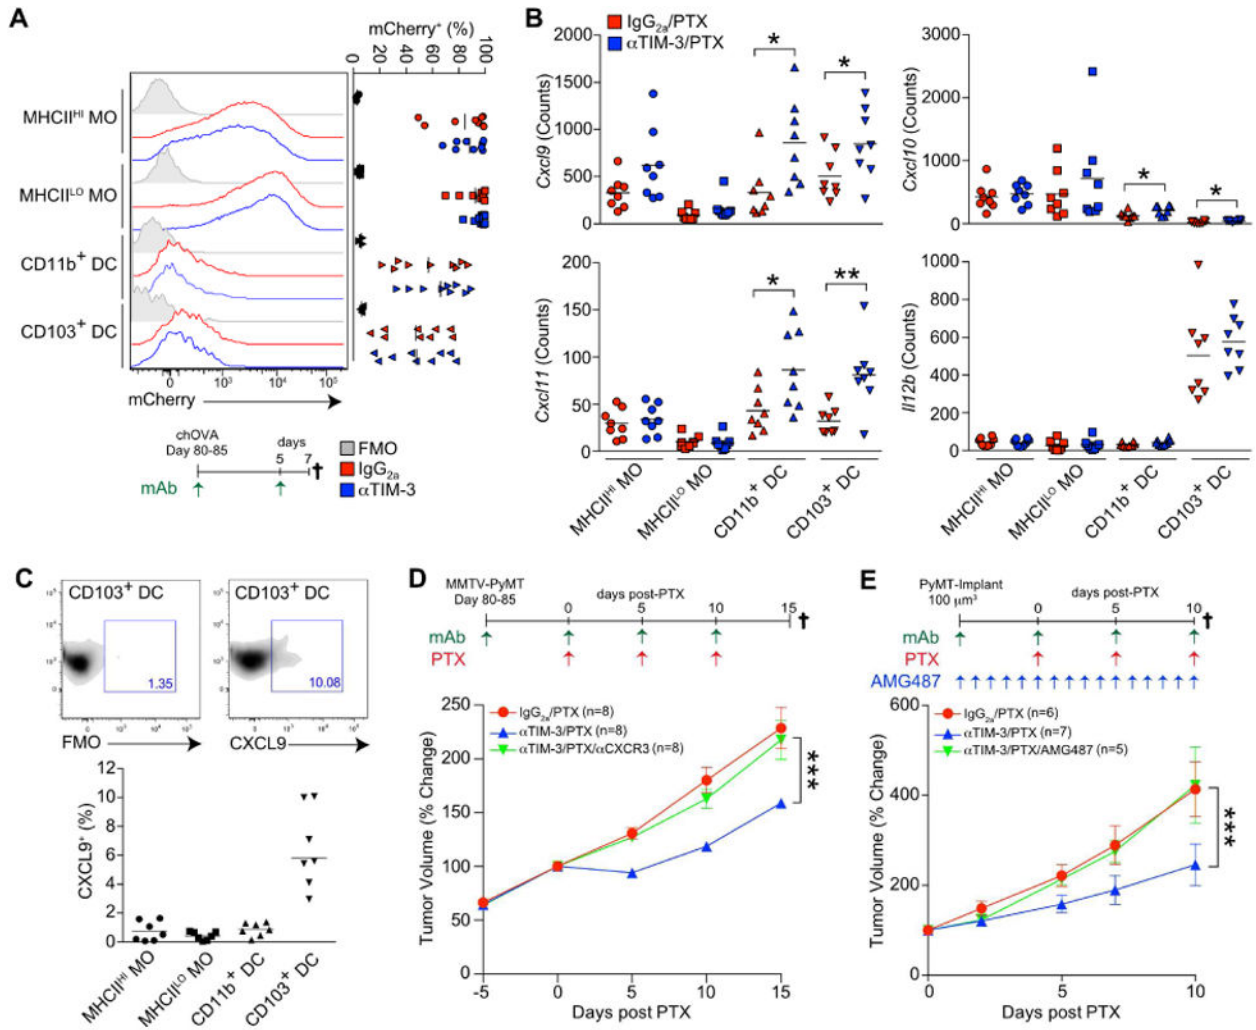 A
mCherry⁺ (%)
0 20 40 60 80 100
MHCIIᴴᴵ MO
MHCIIᴸᴼ MO
CD11b⁺ DC
CD103⁺ DC
0 10³ 10⁴ 10⁵
mCherry
chOVA
Day 80-85
days
5 7
mAb
FMO
IgG₂ₐ
αTIM-3
B
IgG₂ₐ/PTX
αTIM-3/PTX
Cxcl9 (Counts)
2000
1500
1000
500
0
* *
Cxcl10 (Counts)
3000
2000
1000
0
* *
Cxcl11 (Counts)
200
150
100
50
0
* **
MHCIIᴴᴵ MO
MHCIIᴸᴼ MO
CD11b⁺ DC
CD103⁺ DC
Il12b (Counts)
1000
800
600
400
200
0
MHCIIᴴᴵ MO
MHCIIᴸᴼ MO
CD11b⁺ DC
CD103⁺ DC
C
CD103⁺ DC
1.35
FMO
CD103⁺ DC
10.08
CXCL9
CXCL9⁺ (%)
12
10
8
6
4
2
0
MHCIIᴴᴵ MO
MHCIIᴸᴼ MO
CD11b⁺ DC
CD103⁺ DC
D
MMTV-PyMT
Day 80-85
days post-PTX
0 5 10 15
mAb
PTX
IgG₂ₐ/PTX (n=8)
αTIM-3/PTX (n=8)
αTIM-3/PTX/αCXCR3 (n=8)
***
Tumor Volume (% Change)
250
200
150
100
50
0
-5 0 5 10 15
Days post PTX
E
PyMT-Implant
100 μm³
days post-PTX
0 5 10
mAb
PTX
AMG487
IgG₂ₐ/PTX (n=6)
αTIM-3/PTX (n=7)
αTIM-3/PTX/AMG487 (n=5)
***
Tumor Volume (% Change)
600
400
200
0
0 5 10
Days post PTX